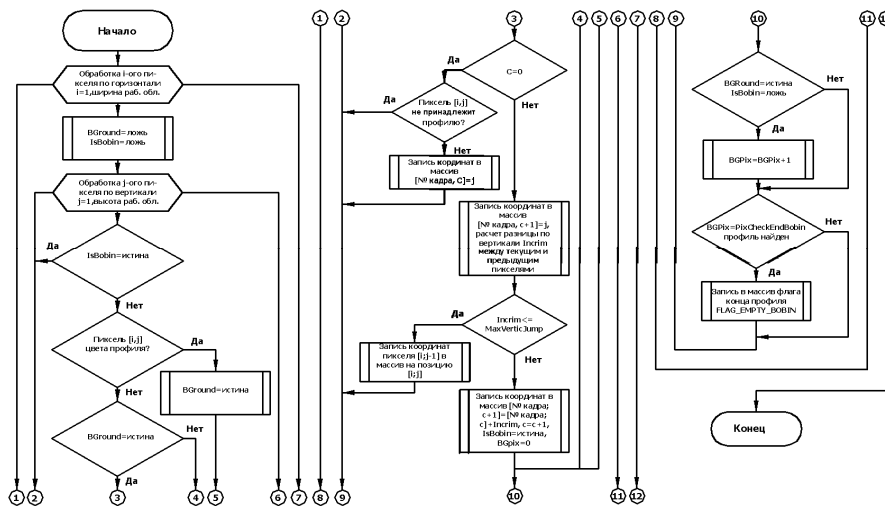 Начало
Обработка i-ого пи-
кселя по горизонтали
i=1,ширина раб. обл.
BGround=ложь
IsBobin=ложь
Обработка j-ого пи-
кселя по вертикали
j=1,высота раб. обл.
Да
IsBobin=истина
Нет
Пиксель [i,j]
цвета профиля?
Да
BGround=истина
Нет
BGround=истина
Нет
Да
1
2
3
4
5
6
7
8
1
2
3
4
5
6
7
8
9
Да
C=0
Нет
Да
Пиксель [i,j]
не принадлежит
профилю?
Нет
Запись кординат в
массив
[№ кадра, C]=j
Запись координат в
массив
[№ кадра, c+1]=j,
расчет разницы по
вертикали Incrim
между текущим и
предыдущим
пикселями
Да
Incrim<=
MaxVerticJump
Нет
Запись координат
пикселя [i;j-1] в
массив на позицию
[i;j]
Запись координат в
массив [№ кадра;
c+1]=[№ кадра;
c]+Incrim, c=c+1,
IsBobin=истина,
BGpix=0
9
10
11
12
10
11
BGRound=истина
IsBobin=ложь
Нет
Да
BGPix=BGPix+1
BGPix=PixCheckEndBobin
профиль найден
Нет
Да
Запись в массив флага
конца профиля
FLAG_EMPTY_BOBIN
Конец